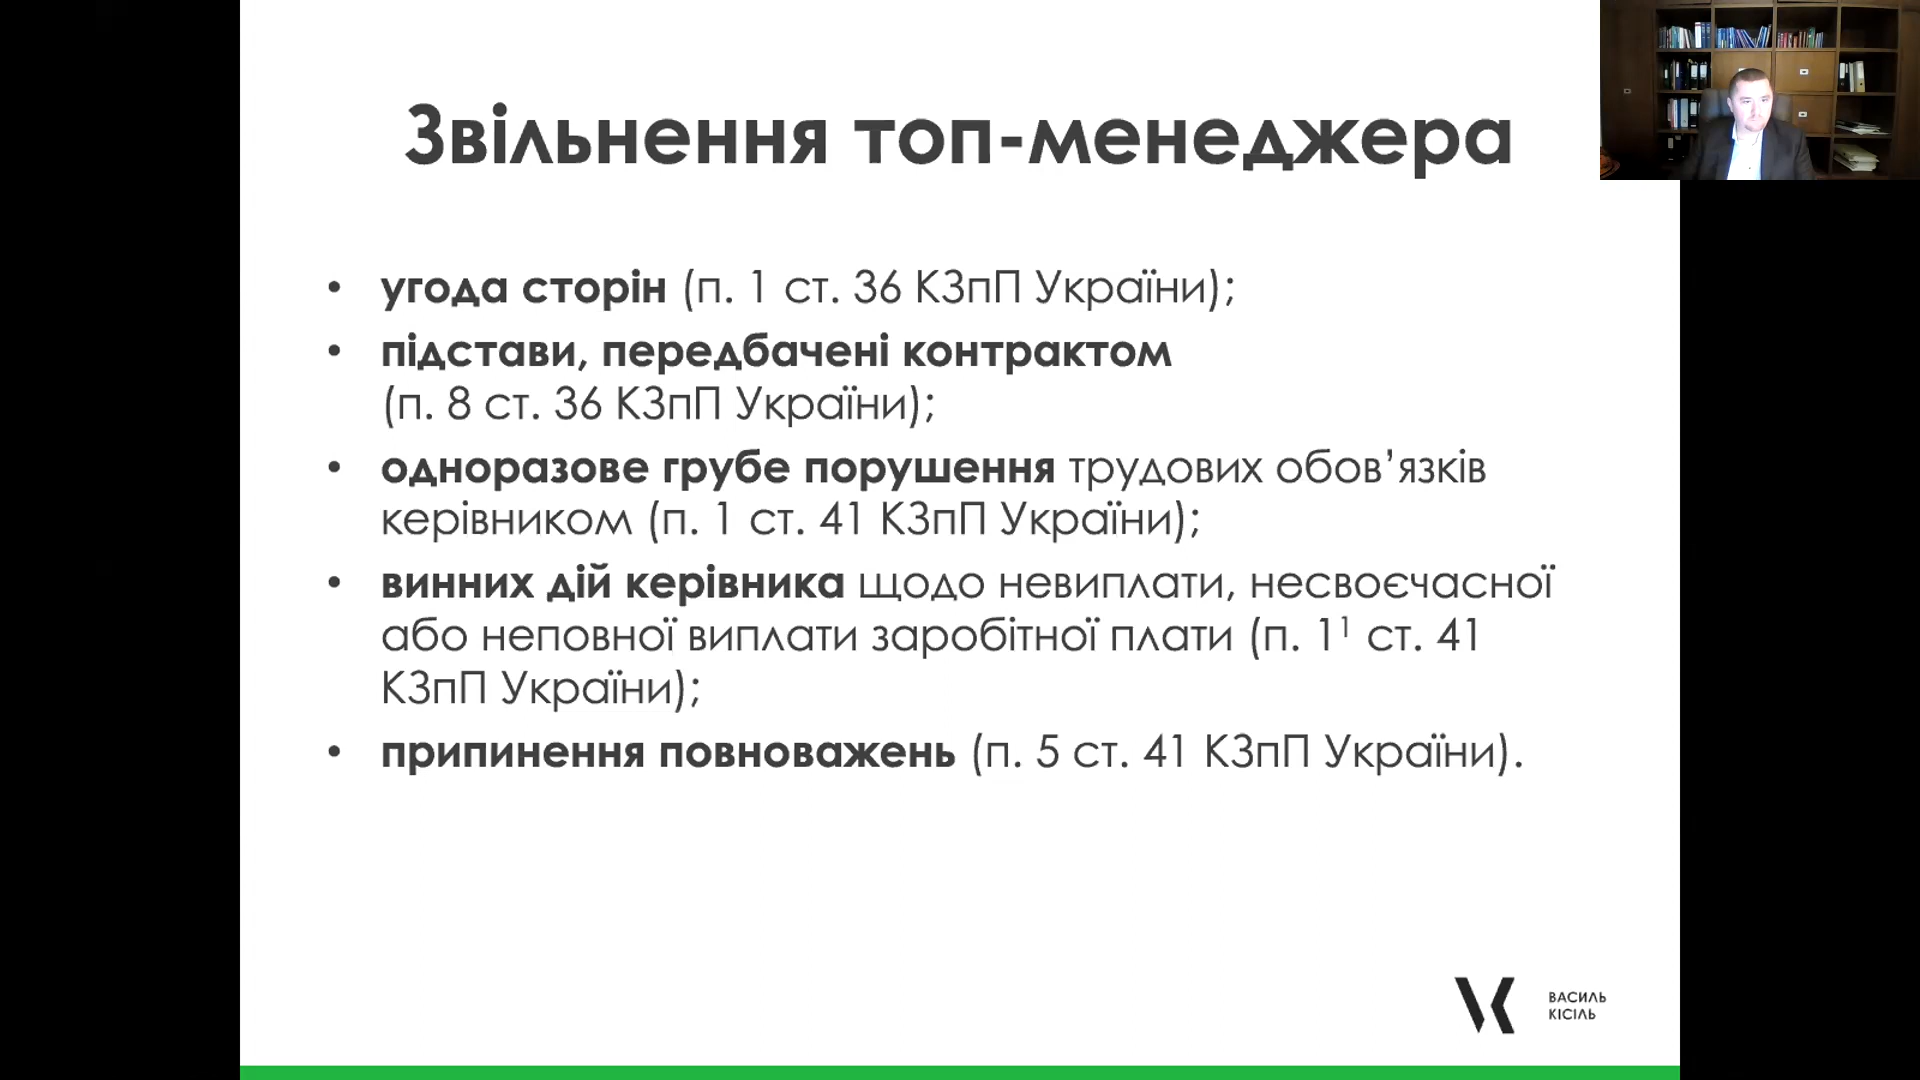 Звільнення топ-менеджера
• угода сторін (п. 1 ст. 36 КЗпП України);
• підстави, передбачені контрактом
(п. 8 ст. 36 КЗпП України);
• одноразове грубе порушення трудових обов’язків
керівником (п. 1 ст. 41 КЗпП України);
• винних дій керівника щодо невиплати, несвоєчасної
або неповної виплати заробітної плати (п. 1¹ ст. 41
КЗпП України);
• припинення повноважень (п. 5 ст. 41 КЗпП України).
ВАСИЛЬ
КІСІЛЬ